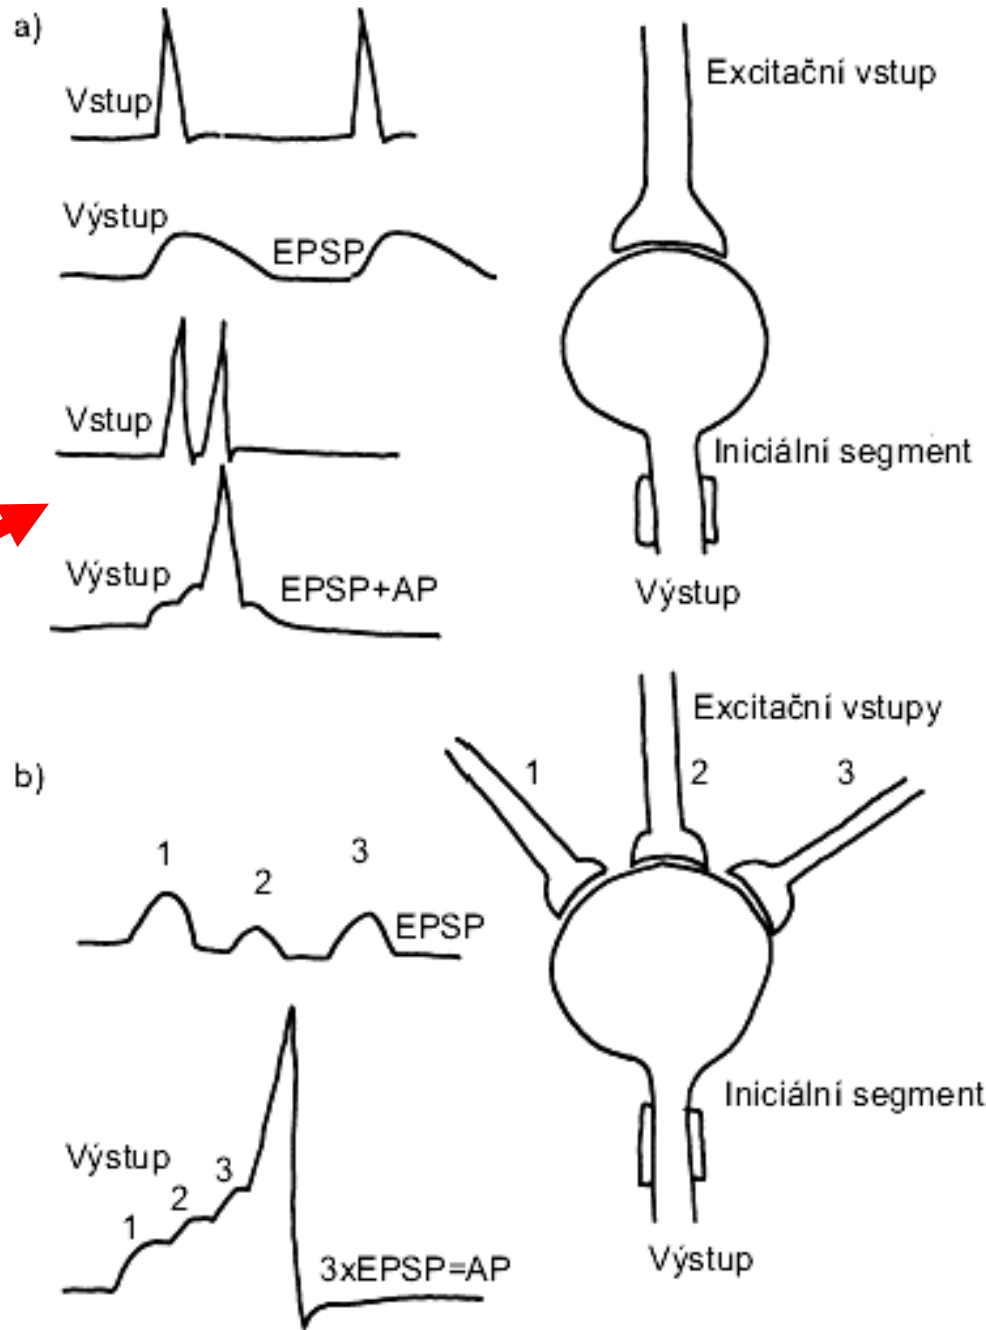 a)
Vstup
Excitační vstup
Výstup
EPSP
Vstup
Iniciální segment
Výstup
EPSP+AP
Výstup
Excitační vstupy
b)
1
2
3
1
2
3
EPSP
Iniciální segment
Výstup
1
2
3
3xEPSP=AP
Výstup